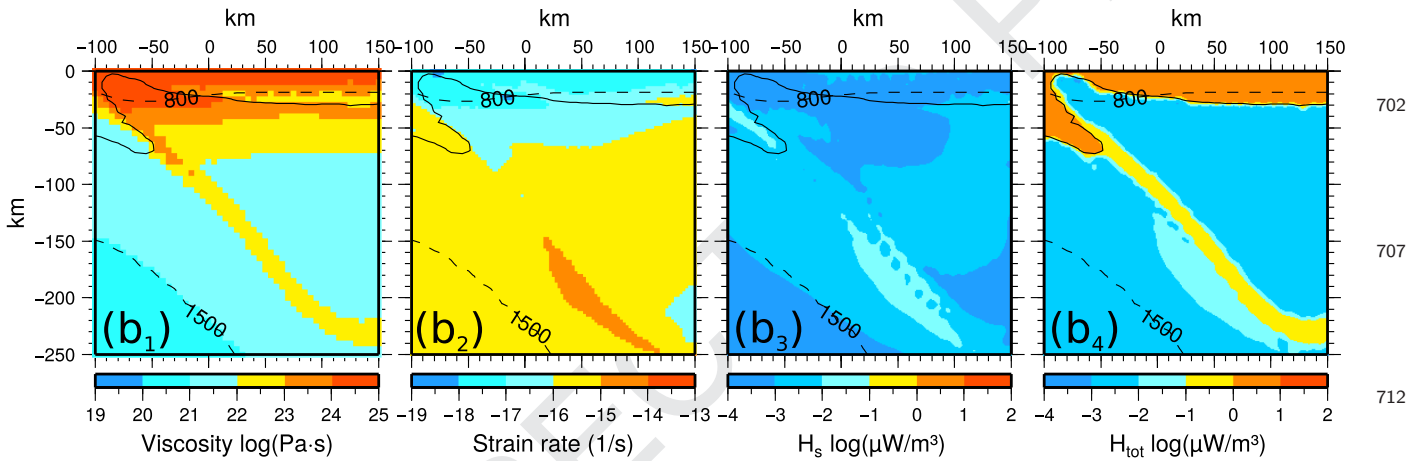 km km km km
−100 −50 0 50 100 150 −100 −50 0 50 100 150 −100 −50 0 50 100 150 −100 −50 0 50 100 150
0
−50
−100
−150
−200
−250
km
800 800 800 800
1500 1500 1500 1500
(b1) (b2) (b3) (b4)
19 20 21 22 23 24 25 −19 −18 −17 −16 −15 −14 −13 −4 −3 −2 −1 0 1 2 −4 −3 −2 −1 0 1 2
Viscosity log(Pa·s) Strain rate (1/s) Hs log(μW/m³) Htot log(μW/m³)
702
707
712